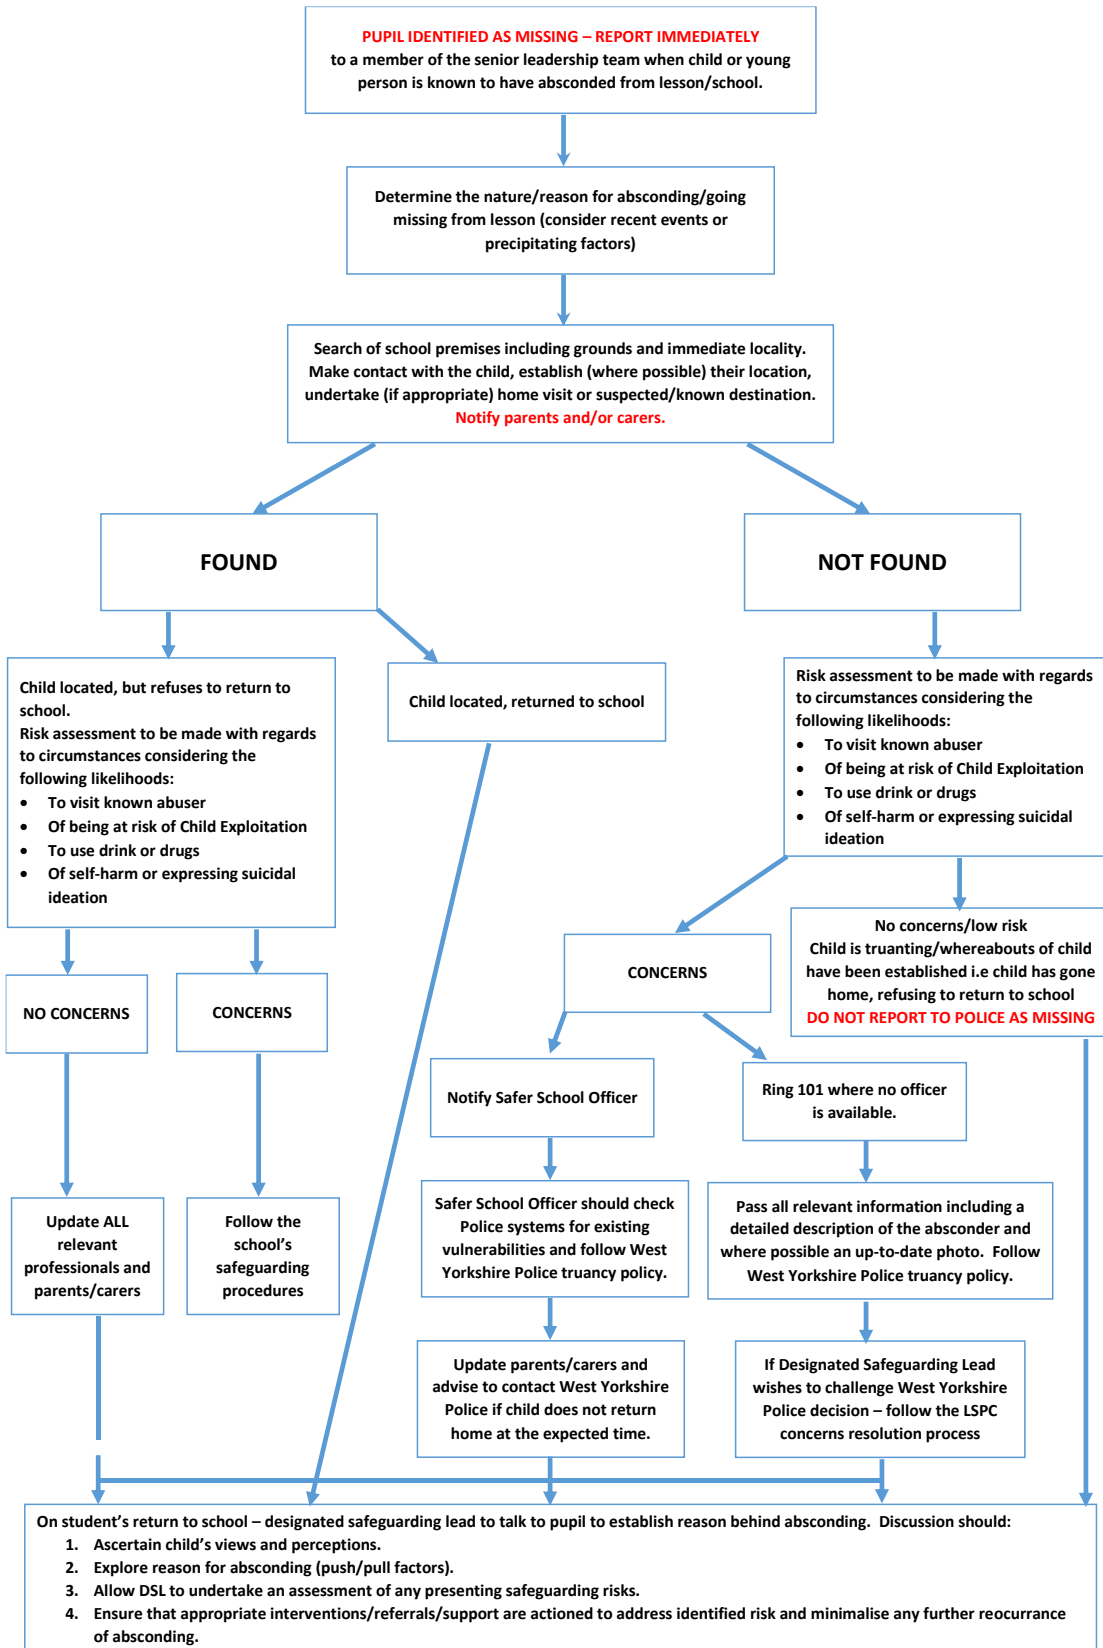 PUPIL IDENTIFIED AS MISSING – REPORT IMMEDIATELY
to a member of the senior leadership team when child or young
person is known to have absconded from lesson/school.
Determine the nature/reason for absconding/going
missing from lesson (consider recent events or
precipitating factors)
Search of school premises including grounds and immediate locality.
Make contact with the child, establish (where possible) their location,
undertake (if appropriate) home visit or suspected/known destination.
Notify parents and/or carers.
FOUND
NOT FOUND
Child located, but refuses to return to
school.
Risk assessment to be made with regards
to circumstances considering the
following likelihoods:
• To visit known abuser
• Of being at risk of Child Exploitation
• To use drink or drugs
• Of self-harm or expressing suicidal
ideation
Child located, returned to school
Risk assessment to be made with regards
to circumstances considering the
following likelihoods:
• To visit known abuser
• Of being at risk of Child Exploitation
• To use drink or drugs
• Of self-harm or expressing suicidal
ideation
NO CONCERNS
CONCERNS
CONCERNS
No concerns/low risk
Child is truanting/whereabouts of child
have been established i.e child has gone
home, refusing to return to school
DO NOT REPORT TO POLICE AS MISSING
Notify Safer School Officer
Ring 101 where no officer
is available.
Update ALL
relevant
professionals and
parents/carers
Follow the
school's
safeguarding
procedures
Safer School Officer should check
Police systems for existing
vulnerabilities and follow West
Yorkshire Police truancy policy.
Pass all relevant information including a
detailed description of the absconder and
where possible an up-to-date photo. Follow
West Yorkshire Police truancy policy.
Update parents/carers and
advise to contact West Yorkshire
Police if child does not return
home at the expected time.
If Designated Safeguarding Lead
wishes to challenge West Yorkshire
Police decision – follow the LSPC
concerns resolution process
On student's return to school – designated safeguarding lead to talk to pupil to establish reason behind absconding. Discussion should:
1. Ascertain child's views and perceptions.
2. Explore reason for absconding (push/pull factors).
3. Allow DSL to undertake an assessment of any presenting safeguarding risks.
4. Ensure that appropriate interventions/referrals/support are actioned to address identified risk and minimalise any further reocurrance
of absconding.